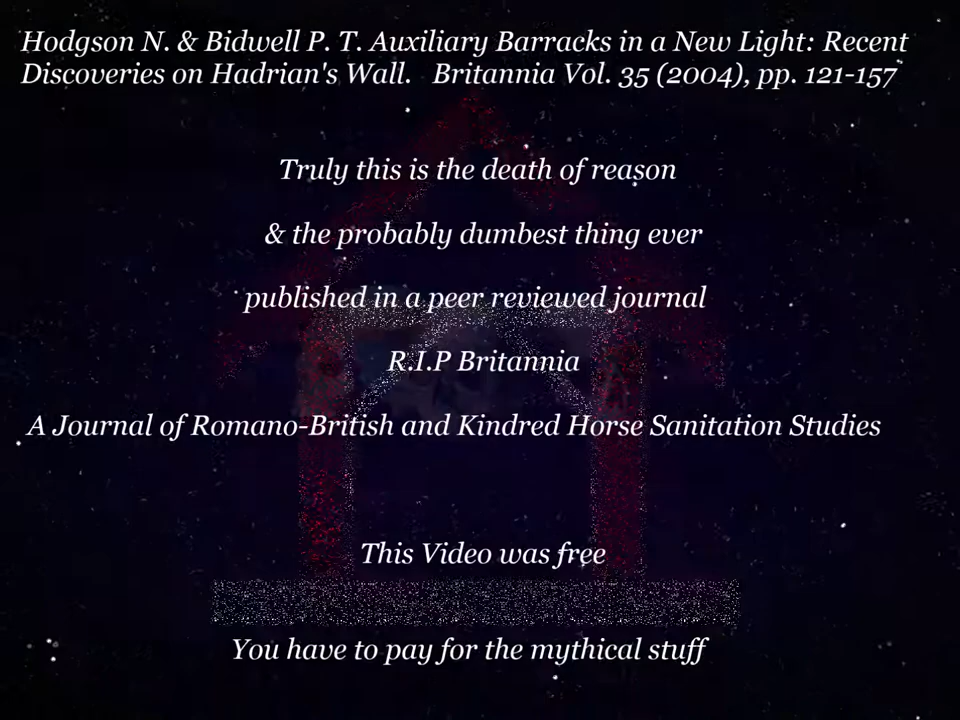 Hodgson N. & Bidwell P. T. Auxiliary Barracks in a New Light: Recent
Discoveries on Hadrian's Wall. Britannia Vol. 35 (2004), pp. 121-157
Truly this is the death of reason
& the probably dumbest thing ever
published in a peer reviewed journal
R.I.P Britannia
A Journal of Romano-British and Kindred Horse Sanitation Studies
This Video was free
You have to pay for the mythical stuff